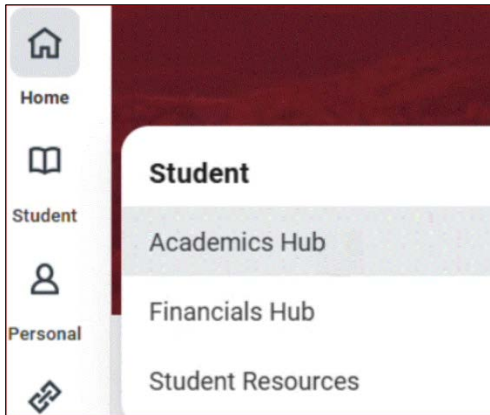 Home
Student
Personal
Student
Academics Hub
Financials Hub
Student Resources